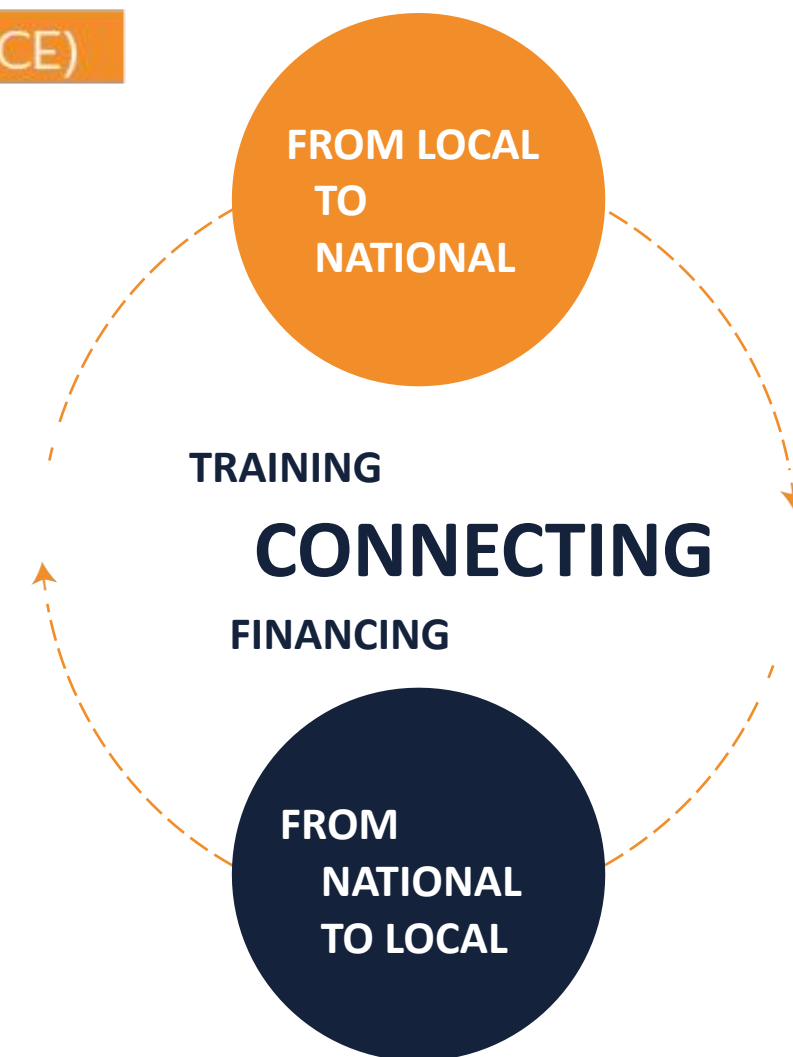 CE)
FROM LOCAL
TO
NATIONAL
TRAINING
CONNECTING
FINANCING
FROM
NATIONAL
TO LOCAL